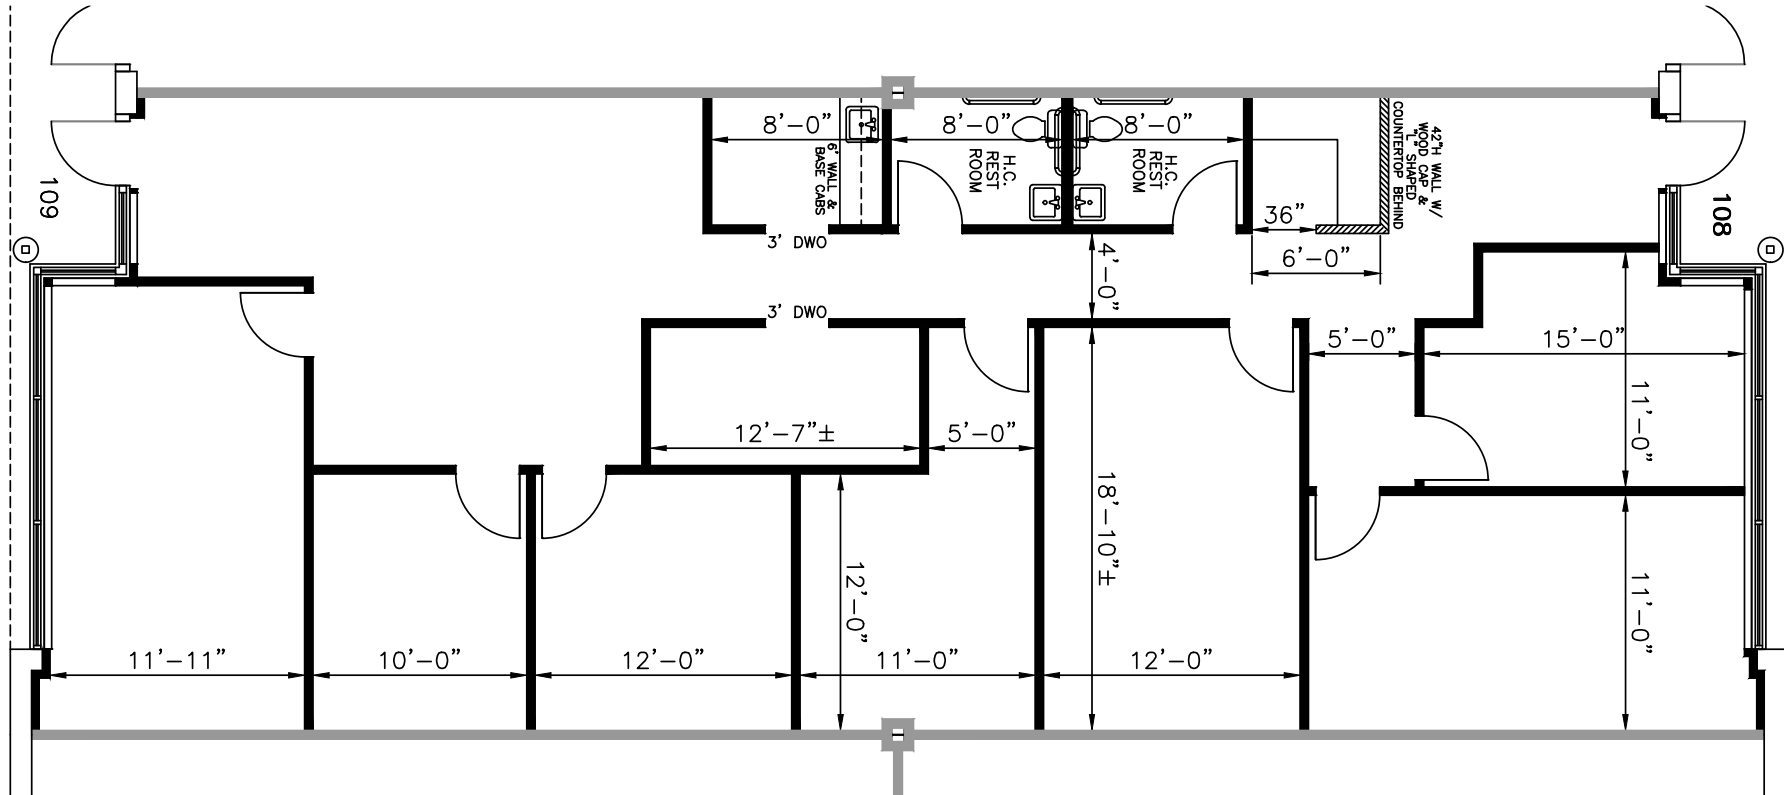 8'-0"
8'-0"
8'-0"
6' WALL &
BASE CABS
H.C.
REST
ROOM
H.C.
REST
ROOM
42"H WALL W/
WOOD CAP &
"L" SHAPED
COUNTERTOP BEHIND
109
108
36"
3' DWO
4'-0"
6'-0"
3' DWO
5'-0"
15'-0"
11'-0"
12'-7"±
5'-0"
18'-10"±
12'-0"
11'-0"
11'-11"
10'-0"
12'-0"
11'-0"
12'-0"